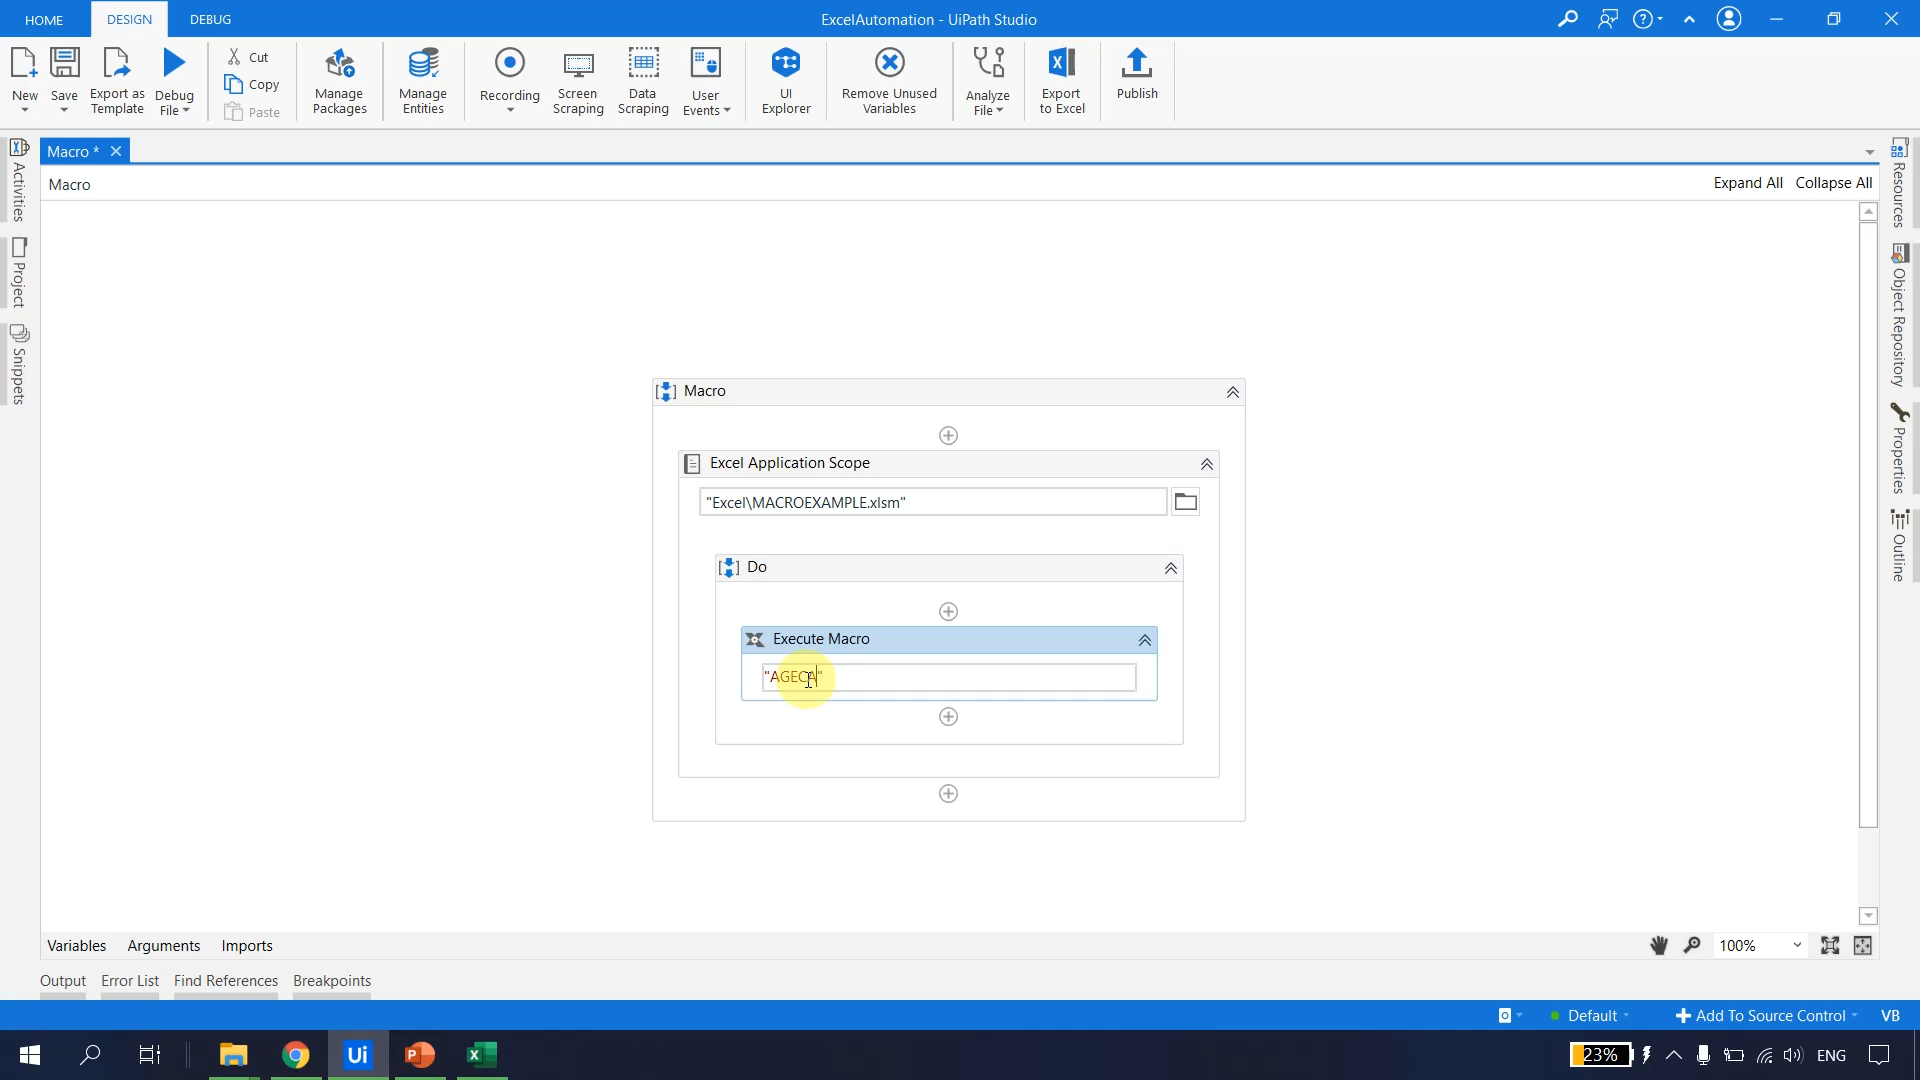 HOME
DESIGN
DEBUG
ExcelAutomation - UiPath Studio
New
Save
Export as
Template
Debug
File
Cut
Copy
Paste
Manage
Packages
Manage
Entities
Recording
Screen
Scraping
Data
Scraping
User
Events
UI
Explorer
Remove Unused
Variables
Analyze
File
Export
to Excel
Publish
Activities
Project
Snippets
Macro *
Macro
Expand All
Collapse All
Macro
Excel Application Scope
"Excel\MACROEXAMPLE.xlsm"
Do
Execute Macro
"AGECA"
Resources
Object Repository
Properties
Outline
Variables
Arguments
Imports
100%
Output
Error List
Find References
Breakpoints
Default
Add To Source Control
VB
Ui
23%
ENG